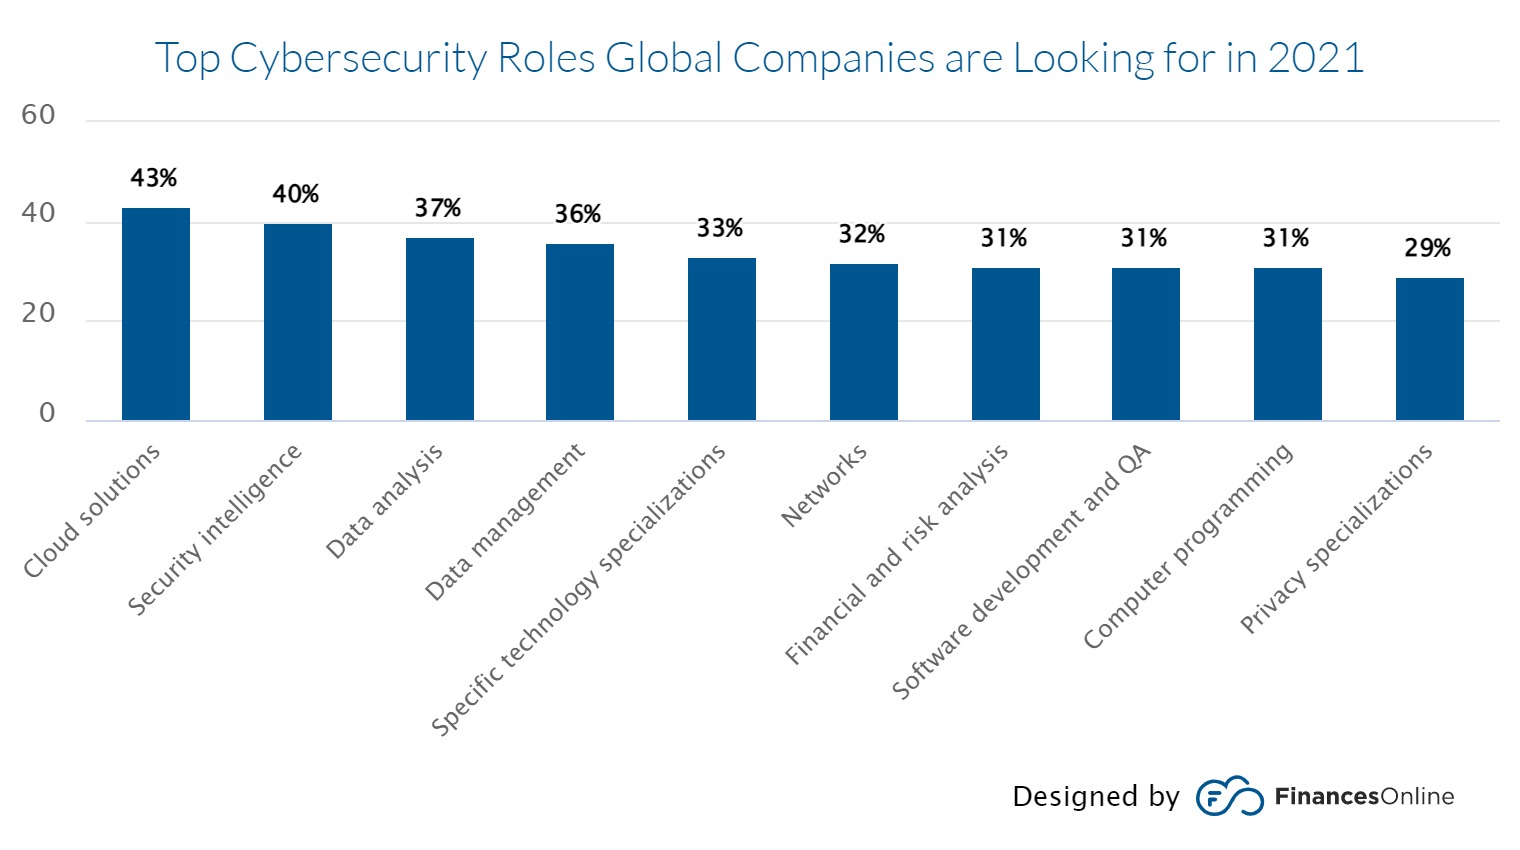 Top Cybersecurity Roles Global Companies are Looking for in 2021
60
40
20
0
43%
40%
37%
36%
33%
32%
31%
31%
31%
29%
Cloud solutions
Security intelligence
Data analysis
Data management
Specific technology specializations
Networks
Financial and risk analysis
Software development and QA
Computer programming
Privacy specializations
Designed by FinancesOnline